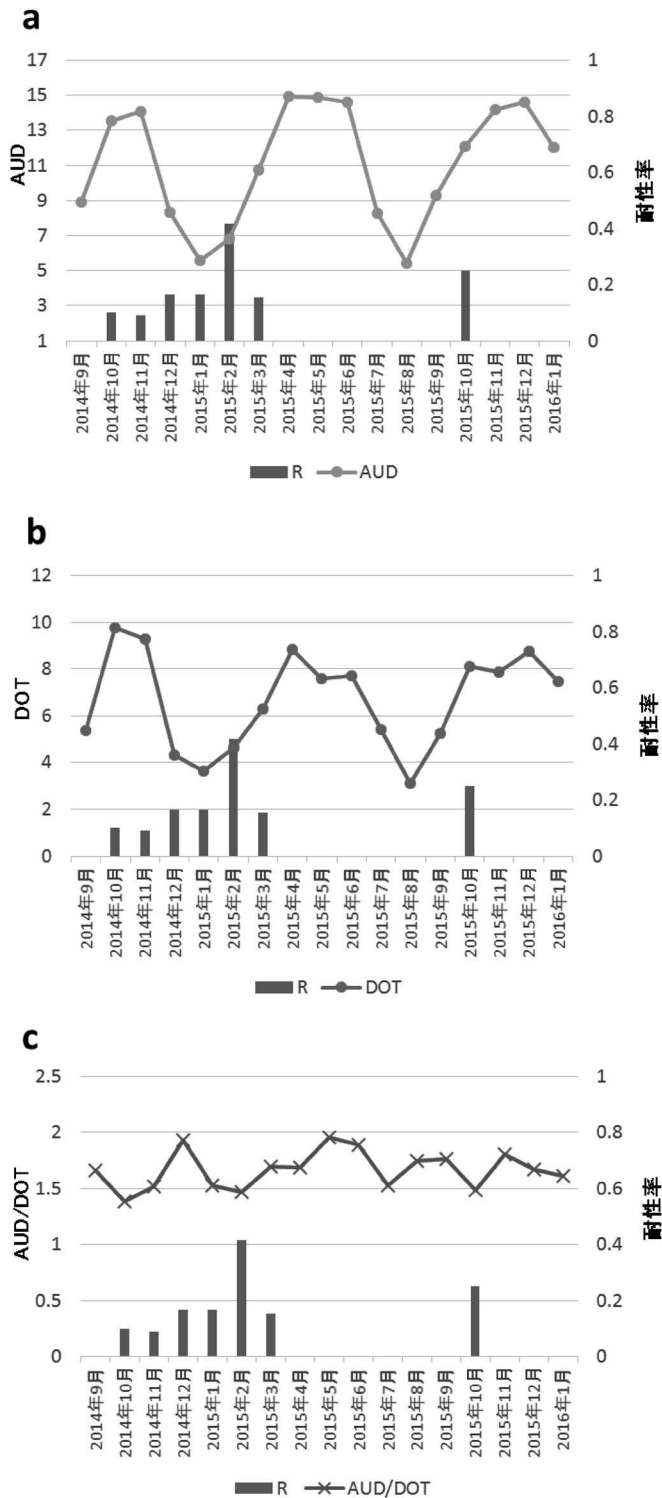 a
17
15
13
11
9
7
5
3
1
AUD
1
0.8
0.6
0.4
0.2
0
耐性率
2014年9月
2014年10月
2014年11月
2014年12月
2015年1月
2015年2月
2015年3月
2015年4月
2015年5月
2015年6月
2015年7月
2015年8月
2015年9月
2015年10月
2015年11月
2015年12月
2016年1月
R AUD
b
12
10
8
6
4
2
0
DOT
1
0.8
0.6
0.4
0.2
0
耐性率
2014年9月
2014年10月
2014年11月
2014年12月
2015年1月
2015年2月
2015年3月
2015年4月
2015年5月
2015年6月
2015年7月
2015年8月
2015年9月
2015年10月
2015年11月
2015年12月
2016年1月
R DOT
c
2.5
2
1.5
1
0.5
0
AUD/DOT
1
0.8
0.6
0.4
0.2
0
耐性率
2014年9月
2014年10月
2014年11月
2014年12月
2015年1月
2015年2月
2015年3月
2015年4月
2015年5月
2015年6月
2015年7月
2015年8月
2015年9月
2015年10月
2015年11月
2015年12月
2016年1月
R AUD/DOT